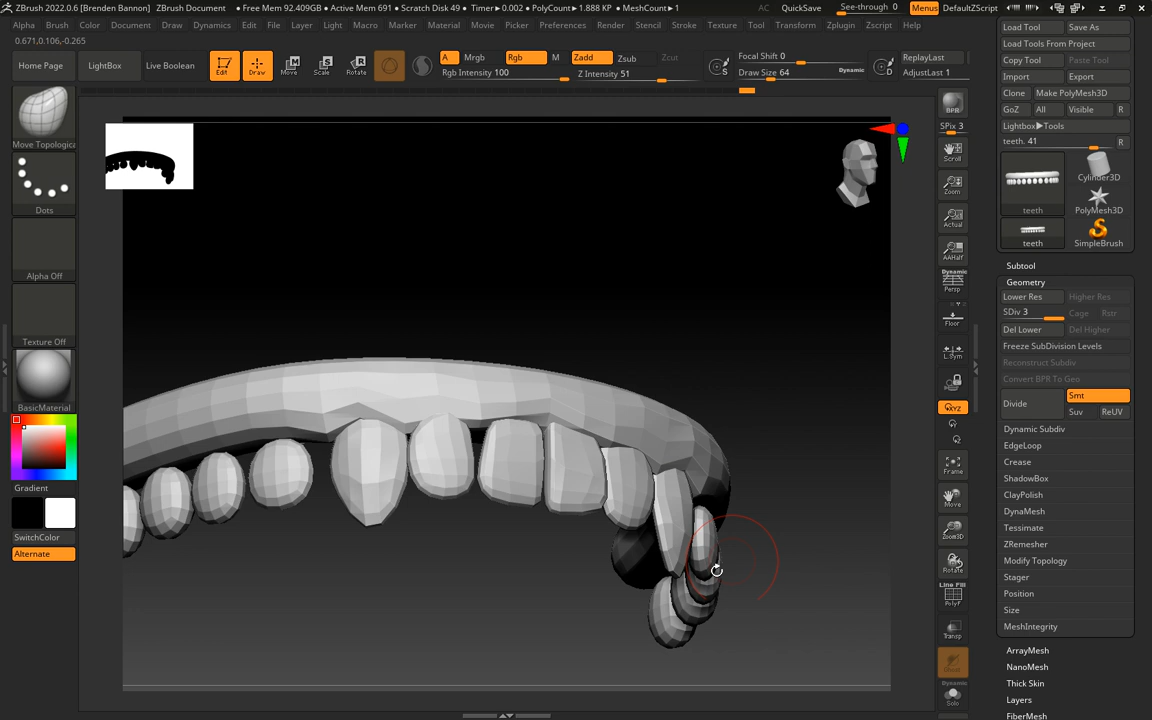 ZBrush 2022.0.6 [Brenden Bannon]
ZBrush Document
● Free Mem 92.409GB ● Active Mem 691 ● Scratch Disk 49 ● Timer▶0.002 ● PolyCount▶1.888 KP ● MeshCount▶1
AC
QuickSave
See-through 0
Menus
DefaultZScript
Alpha Brush Color Document Draw Dynamics Edit File Layer Light Macro Marker Material Movie Picker Preferences Render Stencil Stroke Texture Tool Transform Zplugin Zscript Help
0.671,0.106,-0.265
Home Page
LightBox
Live Boolean
Edit
Draw
Move
Scale
Rotate
A
Mrgb
Rgb
M
Rgb Intensity 100
Zadd
Zsub
Zcut
Z Intensity 51
S
Focal Shift 0
Draw Size 64
Dynamic
D
ReplayLast
AdjustLast 1
Move Topologica
Dots
Alpha Off
Texture Off
BasicMaterial
Gradient
SwitchColor
Alternate
BPR
SPix 3
Scroll
Zoom
Actual
AAHalf
Dynamic
Persp
Floor
L.Sym
XYZ
Frame
Move
Zoom3D
Rotate
Line Fill
PolyF
Transp
Ghost
Dynamic
Solo
Load Tool
Save As
Load Tools From Project
Copy Tool
Paste Tool
Import
Export
Clone
Make PolyMesh3D
GoZ
All
Visible
R
Lightbox▶Tools
teeth. 41
R
teeth
Cylinder3D
PolyMesh3D
teeth
SimpleBrush
Subtool
Geometry
Lower Res
Higher Res
SDiv 3
Cage
Rstr
Del Lower
Del Higher
Freeze SubDivision Levels
Reconstruct Subdiv
Convert BPR To Geo
Divide
Smt
Suv
ReUV
Dynamic Subdiv
EdgeLoop
Crease
ShadowBox
ClayPolish
DynaMesh
Tessimate
ZRemesher
Modify Topology
Stager
Position
Size
MeshIntegrity
ArrayMesh
NanoMesh
Thick Skin
Layers
FiberMesh